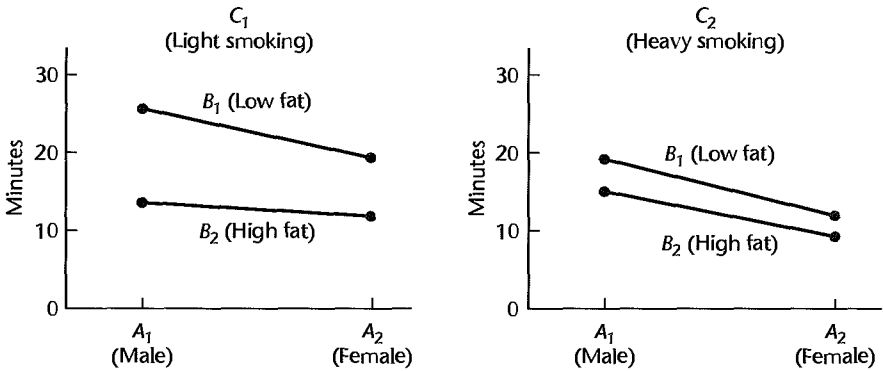 C1
(Light smoking)
30
20
10
0
Minutes
B1 (Low fat)
B2 (High fat)
A1
(Male)
A2
(Female)
C2
(Heavy smoking)
30
20
10
0
Minutes
B1 (Low fat)
B2 (High fat)
A1
(Male)
A2
(Female)